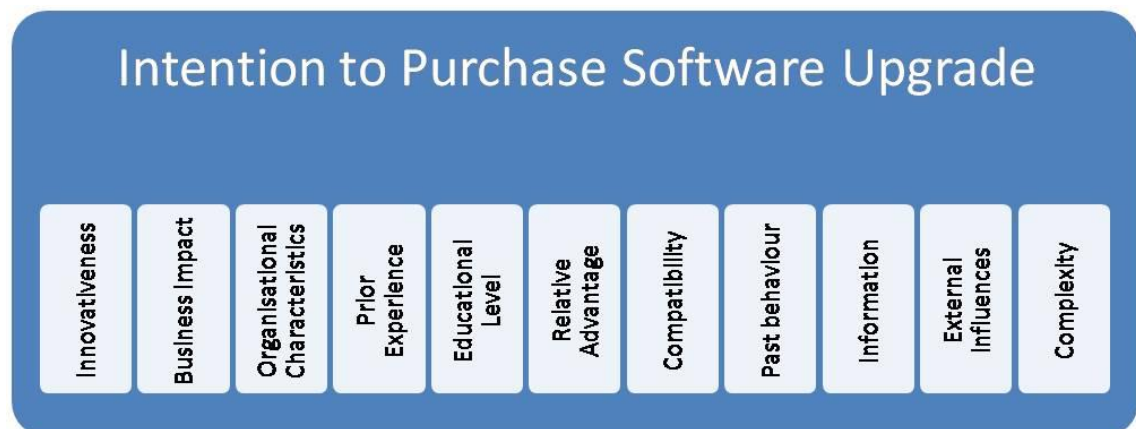 Intention to Purchase Software Upgrade
Innovativeness
Business Impact
Organisational
Characteristics
Prior
Experience
Educational
Level
Relative
Advantage
Compatibility
Past behaviour
Information
External
Influences
Complexity